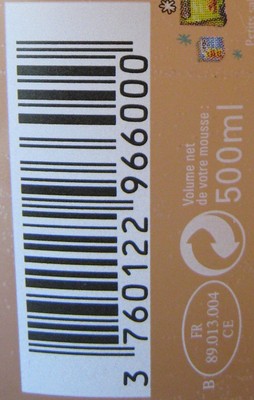 3 760122 966000
Volume net
de votre mousse :
500ml
B
FR
89.013.004
CE